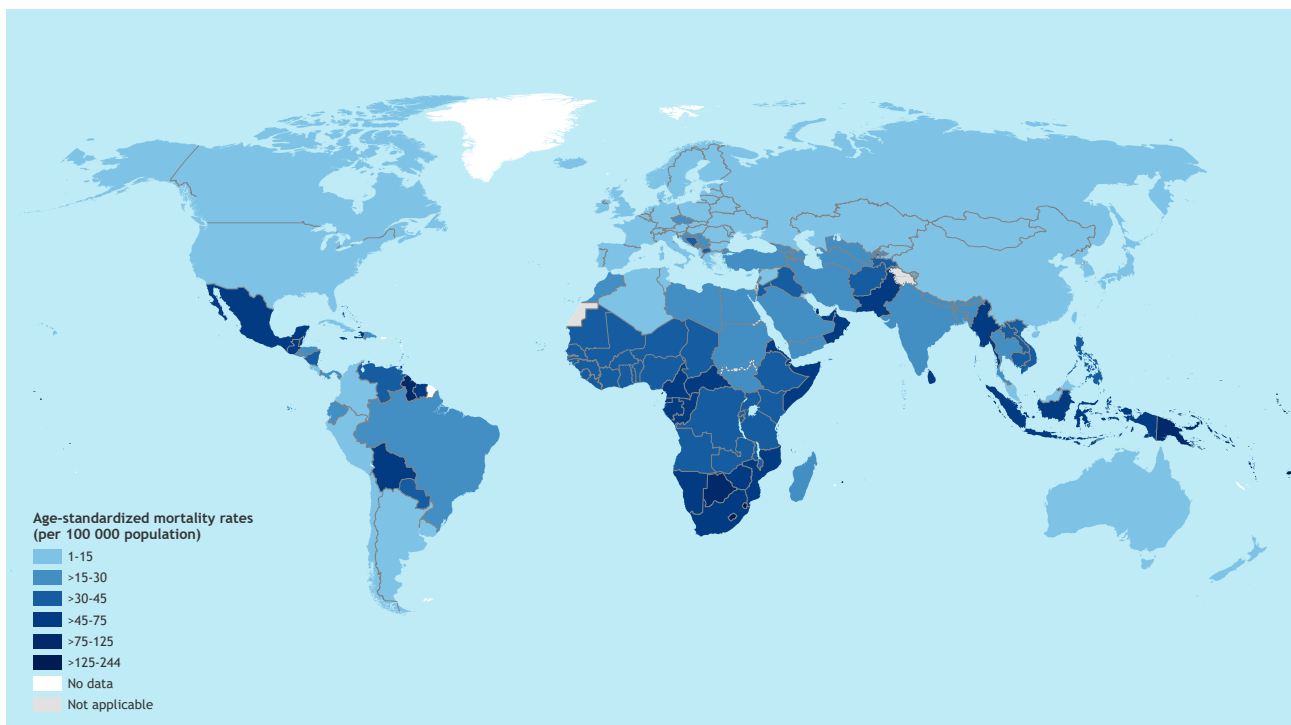 Age-standardized mortality rates
(per 100 000 population)
1-15
>15-30
>30-45
>45-75
>75-125
>125-244
No data
Not applicable